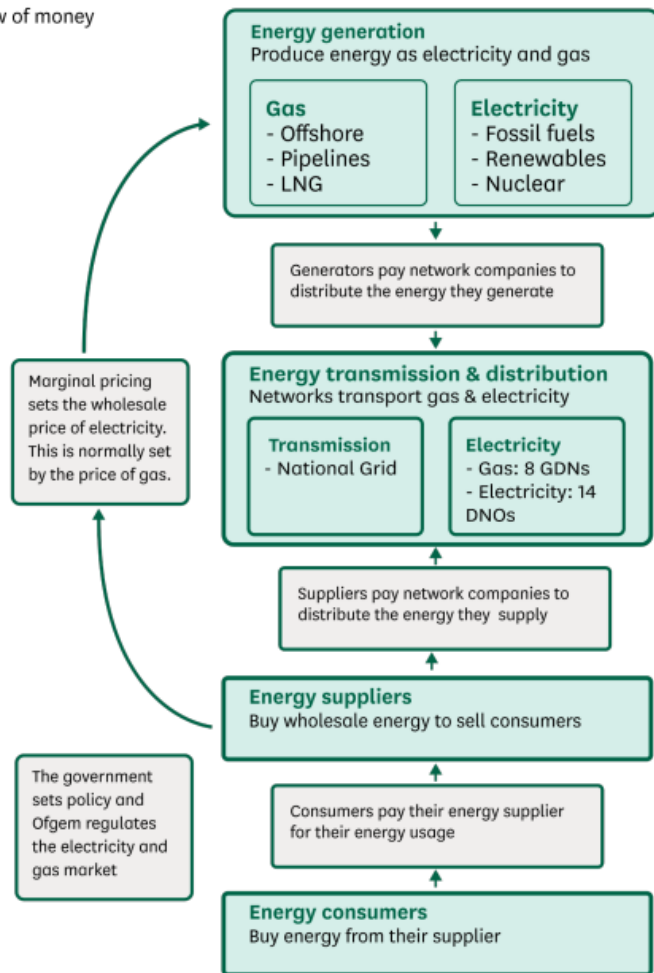 of money
Energy generation
Produce energy as electricity and gas
Gas
- Offshore
- Pipelines
- LNG
Electricity
- Fossil fuels
- Renewables
- Nuclear
Generators pay network companies to
distribute the energy they generate
Energy transmission & distribution
Networks transport gas & electricity
Transmission
- National Grid
Electricity
- Gas: 8 GDNs
- Electricity: 14
DNOs
Marginal pricing
sets the wholesale
price of electricity.
This is normally set
by the price of gas.
Suppliers pay network companies to
distribute the energy they supply
Energy suppliers
Buy wholesale energy to sell consumers
The government
sets policy and
Ofgem regulates
the electricity and
gas market
Consumers pay their energy supplier
for their energy usage
Energy consumers
Buy energy from their supplier